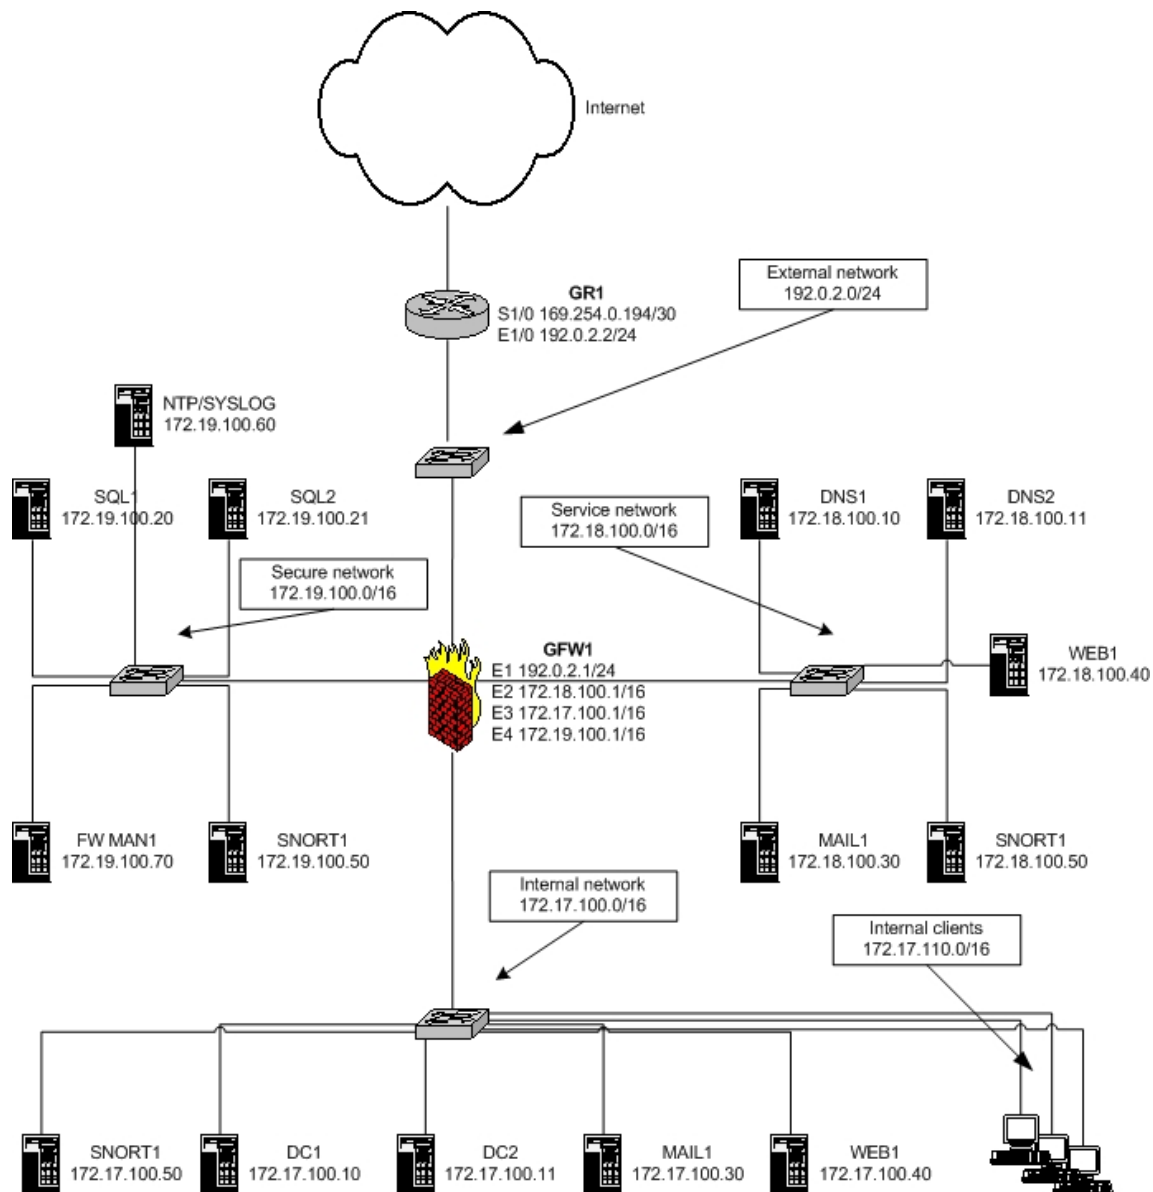 Internet
External network
192.0.2.0/24
GR1
S1/0 169.254.0.194/30
E1/0 192.0.2.2/24
NTP/SYSLOG
172.19.100.60
SQL1
172.19.100.20
SQL2
172.19.100.21
Service network
172.18.100.0/16
DNS1
172.18.100.10
DNS2
172.18.100.11
Secure network
172.19.100.0/16
GFW1
E1 192.0.2.1/24
E2 172.18.100.1/16
E3 172.17.100.1/16
E4 172.19.100.1/16
WEB1
172.18.100.40
FW MAN1
172.19.100.70
SNORT1
172.19.100.50
MAIL1
172.18.100.30
SNORT1
172.18.100.50
Internal network
172.17.100.0/16
Internal clients
172.17.110.0/16
SNORT1
172.17.100.50
DC1
172.17.100.10
DC2
172.17.100.11
MAIL1
172.17.100.30
WEB1
172.17.100.40